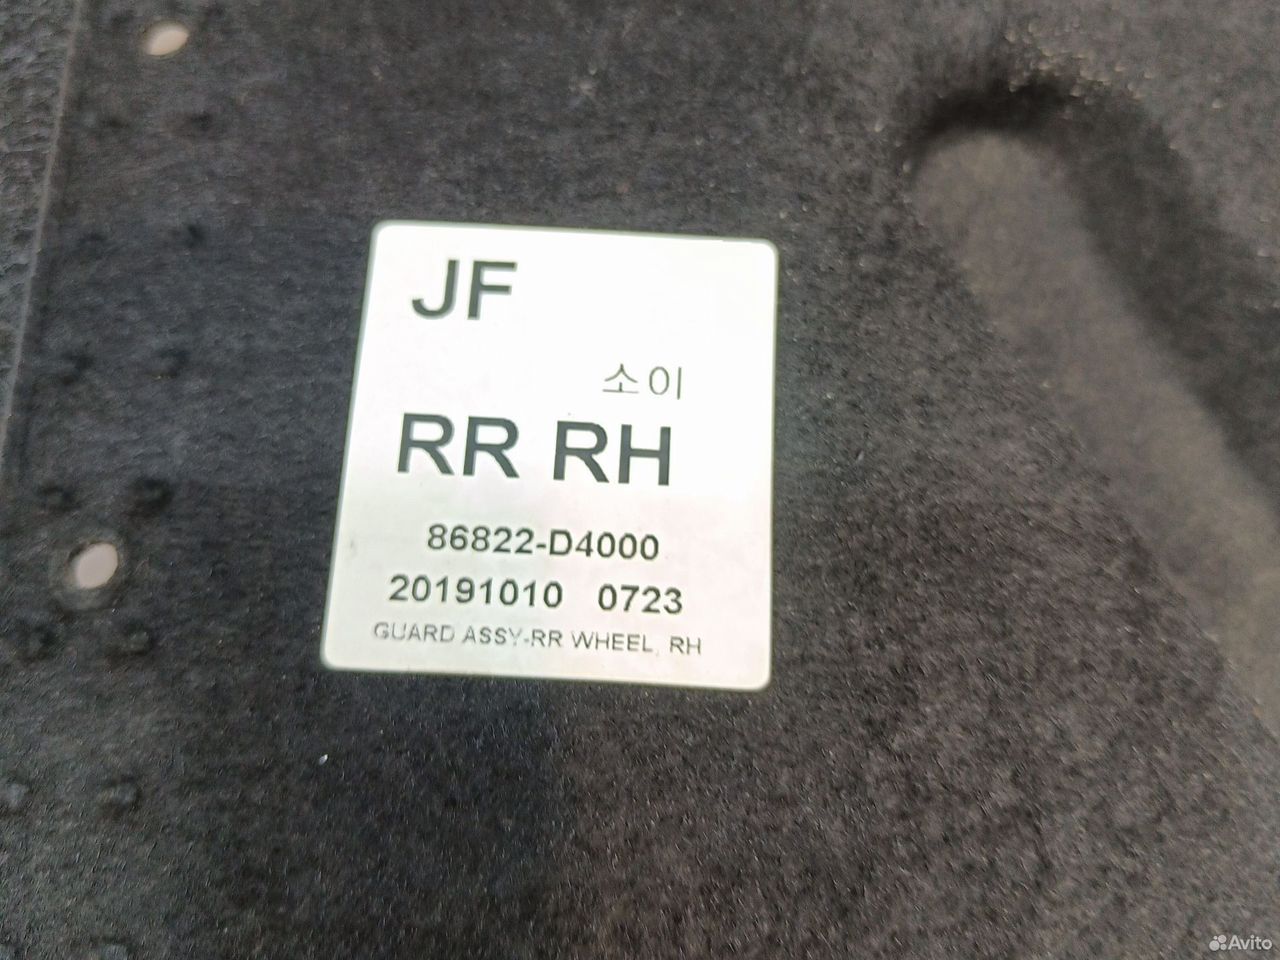 JF
소이
RR RH
86822-D4000
20191010 0723
GUARD ASSY-RR WHEEL, RH
Avito